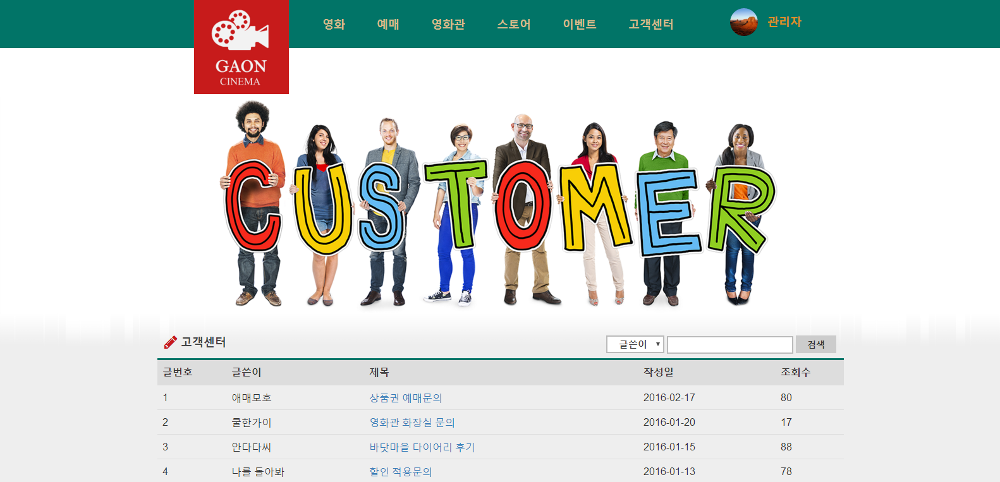 영화 예매 영화관 스토어 이벤트 고객센터 관리자
GAON
CINEMA
CUSTOMER
고객센터 글쓴이 검색
글번호 글쓴이 제목 작성일 조회수
1 애매모호 상품권 예매문의 2016-02-17 80
2 쿨한가이 영화관 화장실 문의 2016-01-20 17
3 안다다씨 바닷마을 다이어리 후기 2016-01-15 88
4 나를 돌아봐 할인 적용문의 2016-01-13 78